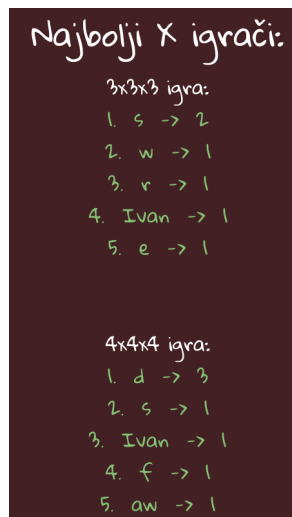 Najbolji X igrači:
3x3x3 igra:
1. s -> 2
2. w -> 1
3. r -> 1
4. Ivan -> 1
5. e -> 1
4x4x4 igra:
1. d -> 3
2. s -> 1
3. Ivan -> 1
4. f -> 1
5. aw -> 1